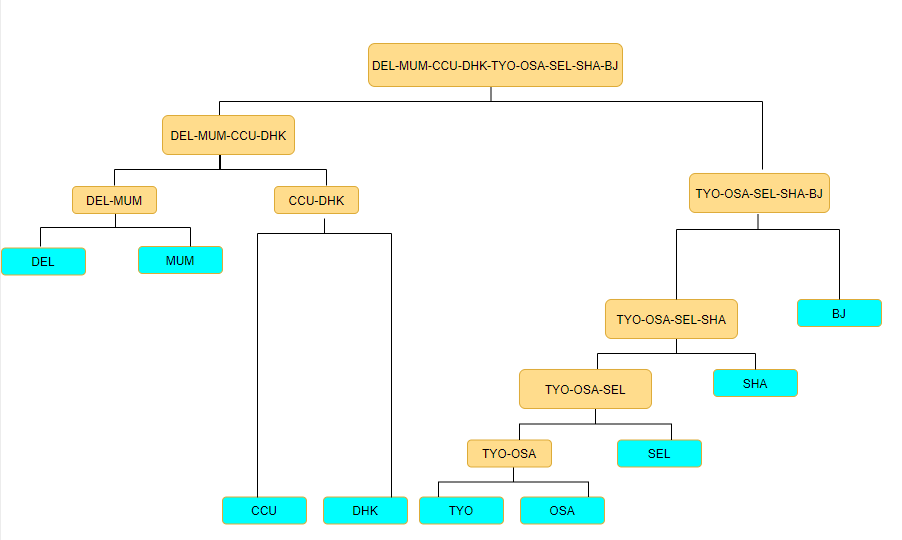 DEL-MUM-CCU-DHK-TYO-OSA-SEL-SHA-BJ
DEL-MUM-CCU-DHK
TYO-OSA-SEL-SHA-BJ
DEL-MUM
CCU-DHK
DEL
MUM
TYO-OSA-SEL-SHA
BJ
TYO-OSA-SEL
SHA
TYO-OSA
SEL
CCU
DHK
TYO
OSA